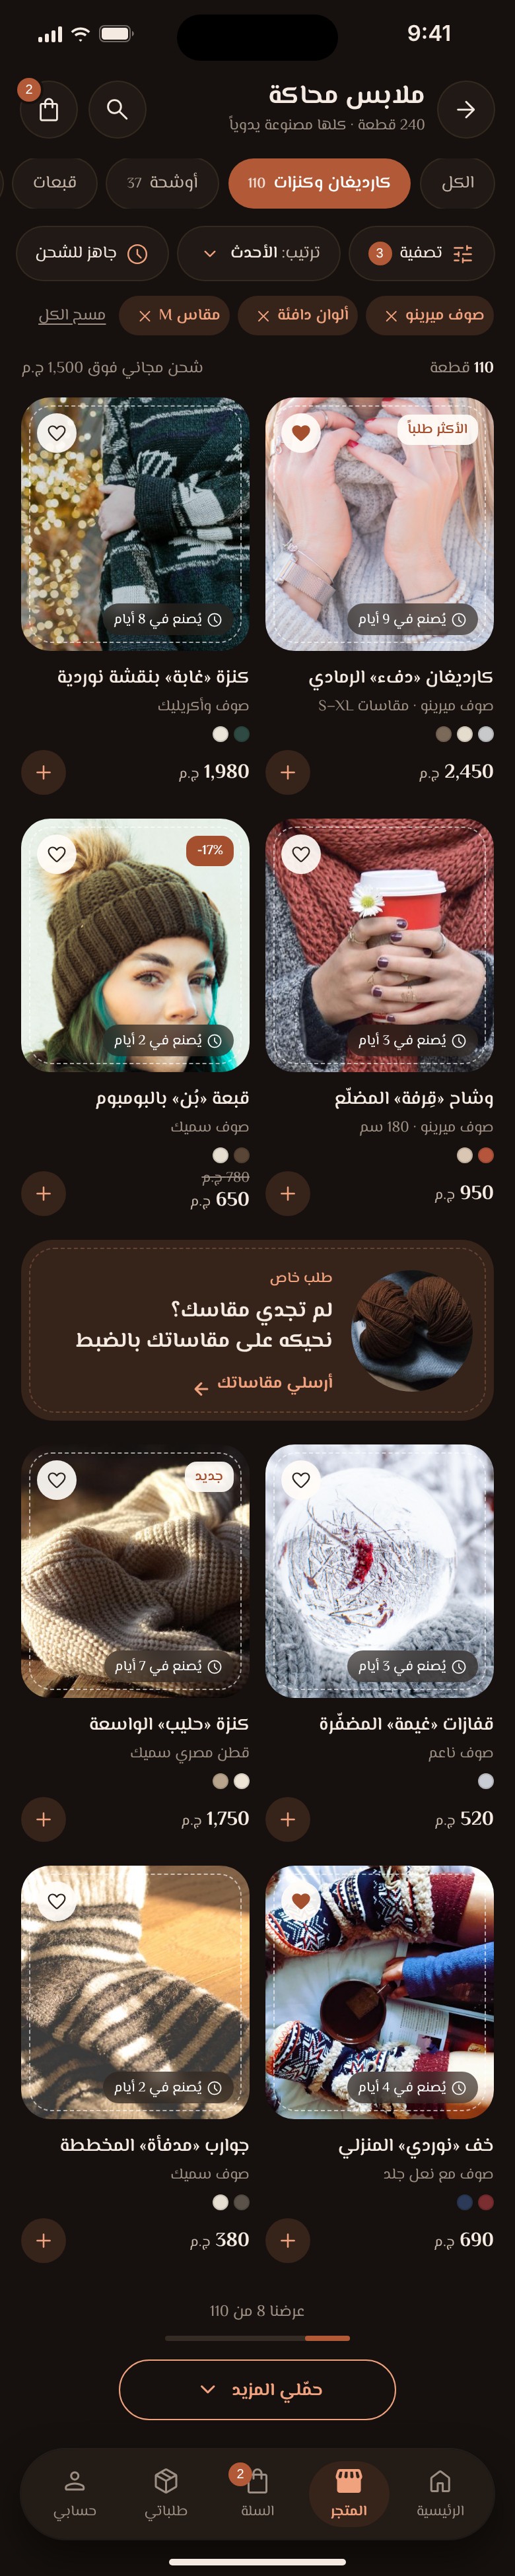 9:41
ملابس محاكة
240 قطعة · كلها مصنوعة يدوياً
2
الكل
كارديغان وكنزات 110
أوشحة 37
قبعات
تصفية 3
ترتيب: الأحدث
جاهز للشحن
صوف ميرينو
ألوان دافئة
مقاس M
مسح الكل
110 قطعة
شحن مجاني فوق 1,500 ج.م
الأكثر طلباً
يُصنع في 9 أيام
كارديغان «دفء» الرمادي
صوف ميرينو · مقاسات S–XL
2,450 ج.م
يُصنع في 8 أيام
كنزة «غابة» بنقشة نوردية
صوف وأكريليك
1,980 ج.م
يُصنع في 3 أيام
وشاح «قِرفة» المضلّع
صوف ميرينو · 180 سم
950 ج.م
-17%
يُصنع في 2 أيام
قبعة «بُن» بالبومبوم
صوف سميك
780 ج.م
650 ج.م
طلب خاص
لم تجدي مقاسك؟
نحيكه على مقاساتك بالضبط
أرسلي مقاساتك
يُصنع في 3 أيام
قفازات «غيمة» المضفّرة
صوف ناعم
520 ج.م
جديد
يُصنع في 7 أيام
كنزة «حليب» الواسعة
قطن مصري سميك
1,750 ج.م
يُصنع في 4 أيام
خف «نوردي» المنزلي
صوف مع نعل جلد
690 ج.م
يُصنع في 2 أيام
جوارب «مدفأة» المخططة
صوف سميك
380 ج.م
عرضنا 8 من 110
حمّلي المزيد
الرئيسية
المتجر
السلة
2
طلباتي
حسابي